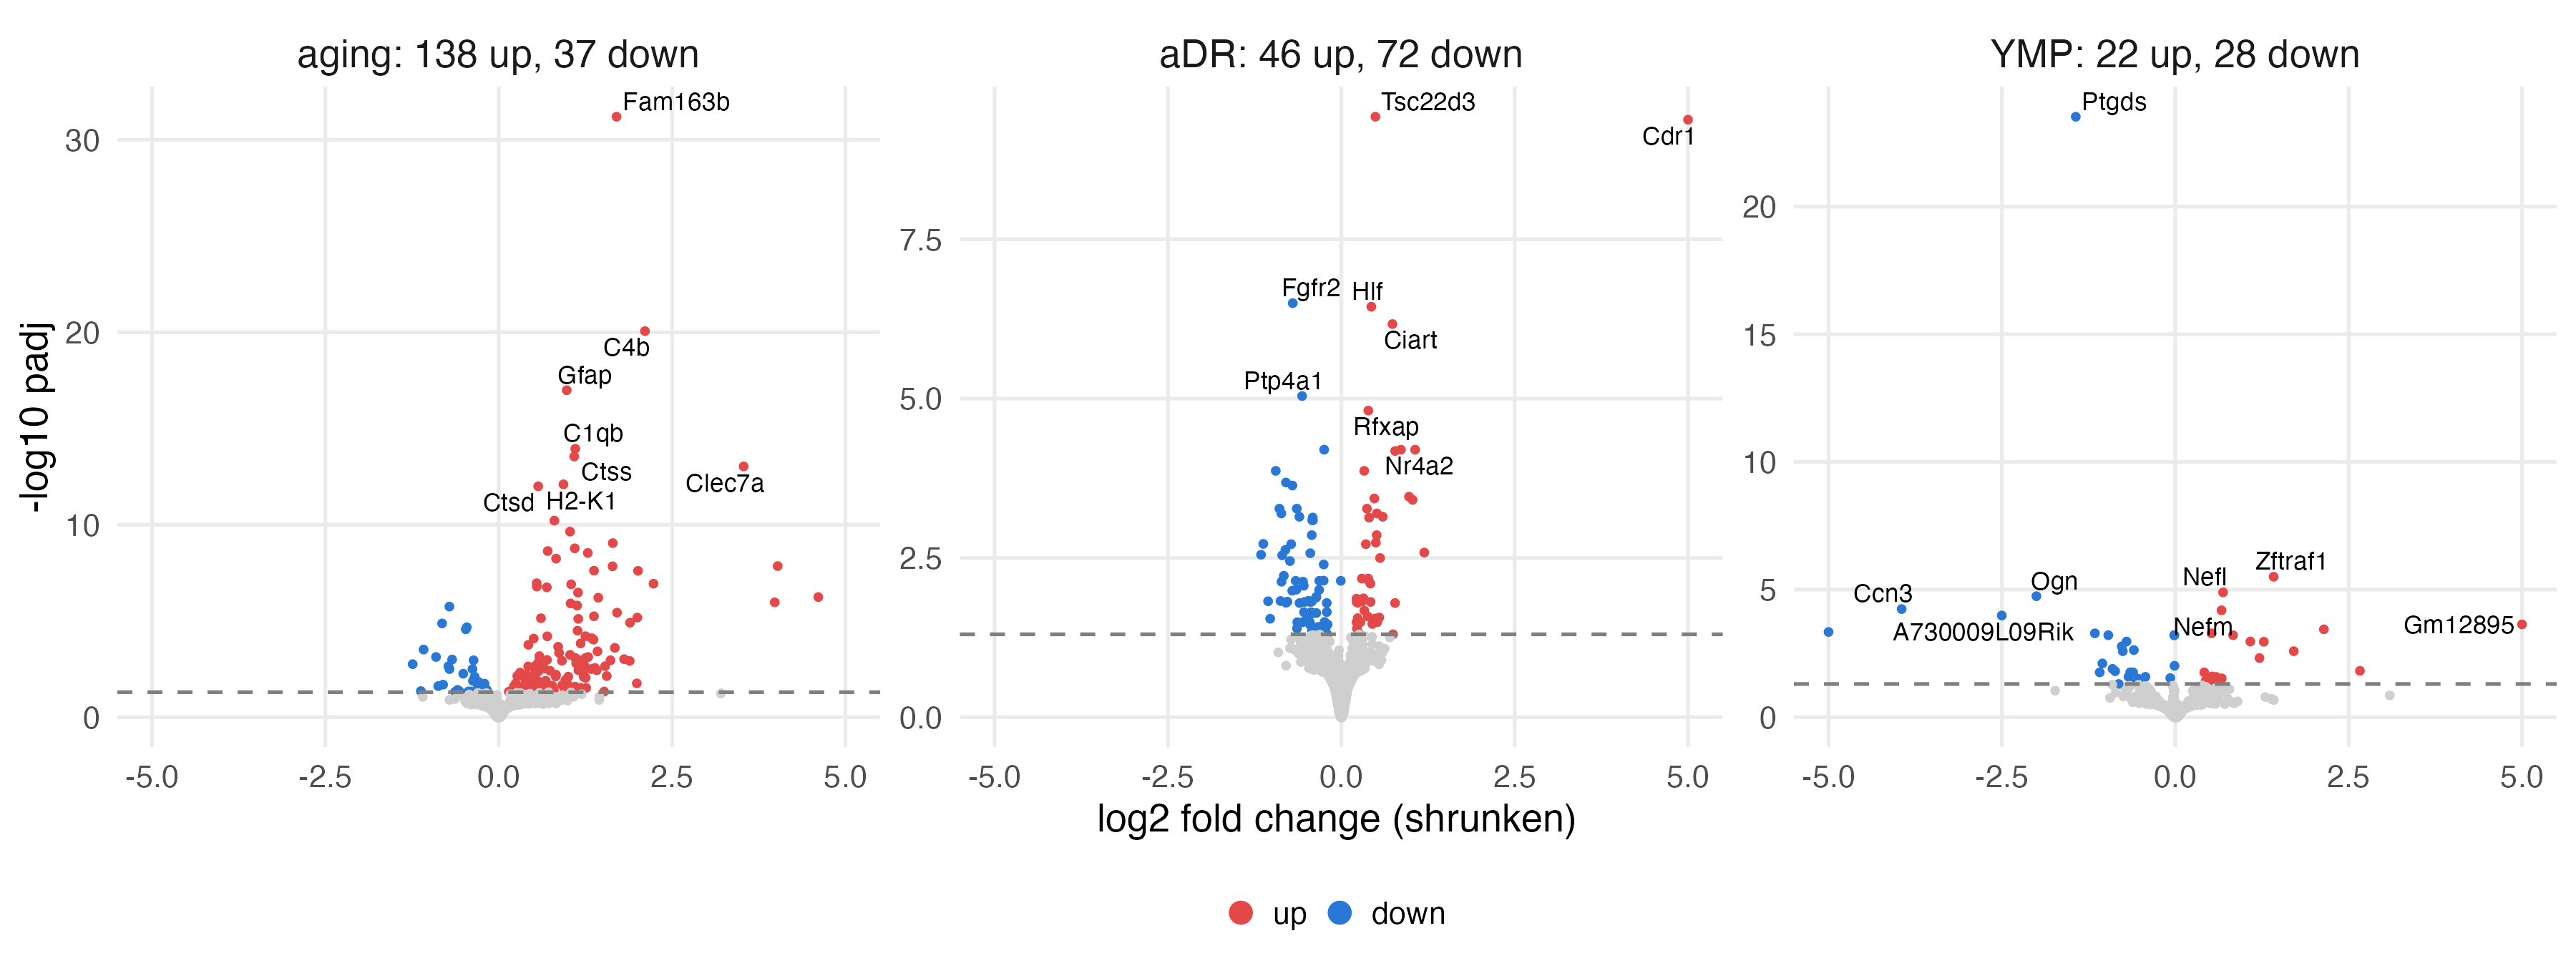 aging: 138 up, 37 down
Fam163b
30
20
C4b
Gfap
C1qb
Ctss
Clec7a
Ctsd
H2-K1
10
0
-5.0 -2.5 0.0 2.5 5.0
-log10 padj
aDR: 46 up, 72 down
Tsc22d3
Cdr1
7.5
Fgfr2
Hlf
Ciart
Ptp4a1
5.0
Rfxap
Nr4a2
2.5
0.0
-5.0 -2.5 0.0 2.5 5.0
log2 fold change (shrunken)
YMP: 22 up, 28 down
Ptgds
20
15
10
Zftraf1
Nefl
Ogn
5
Ccn3
A730009L09Rik
Nefm
Gm12895
0
-5.0 -2.5 0.0 2.5 5.0
up down